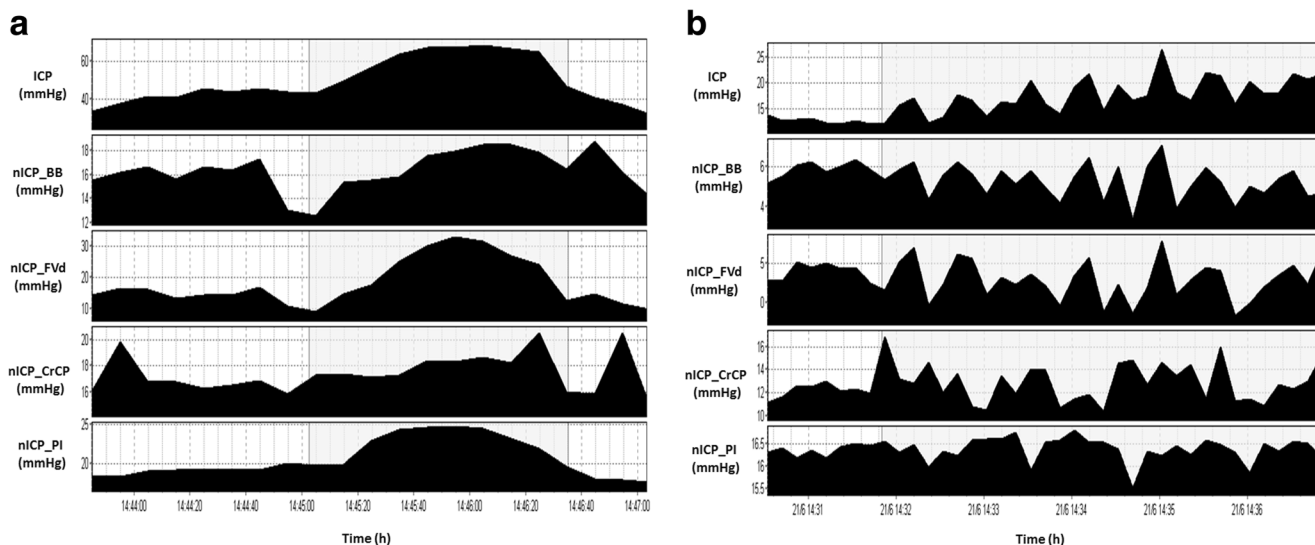 a
ICP
(mmHg)
60
40
nICP_BB
(mmHg)
18
16
14
12
nICP_FVd
(mmHg)
30
20
10
nICP_CrCP
(mmHg)
20
18
16
nICP_PI
(mmHg)
25
20
14:44:00 14:44:20 14:44:40 14:45:00 14:45:20 14:45:40 14:46:00 14:46:20 14:46:40 14:47:00
Time (h)
b
ICP
(mmHg)
25
20
15
nICP_BB
(mmHg)
6
4
nICP_FVd
(mmHg)
5
0
nICP_CrCP
(mmHg)
16
14
12
10
nICP_PI
(mmHg)
16.5
16
15.5
21/6 14:31 21/6 14:32 21/6 14:33 21/6 14:34 21/6 14:35 21/6 14:36
Time (h)